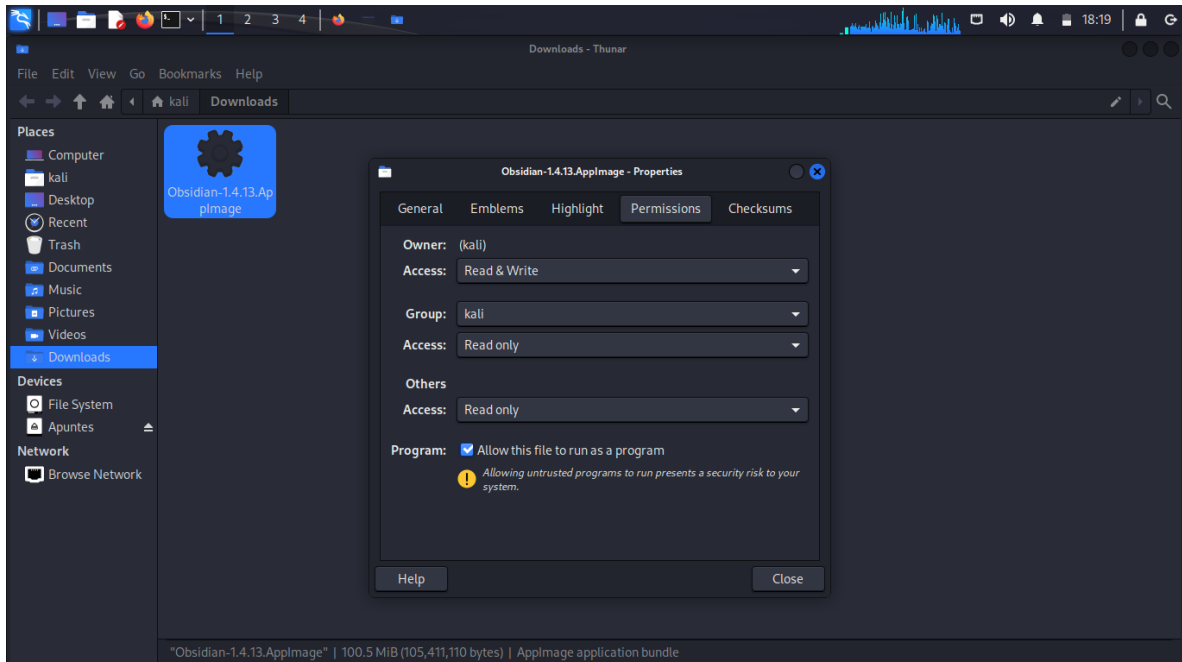 1 2 3 4 18:19
Downloads - Thunar
File Edit View Go Bookmarks Help
kali Downloads
Places
Computer
kali
Desktop
Recent
Trash
Documents
Music
Pictures
Videos
Downloads
Devices
File System
Apuntes
Network
Browse Network
Obsidian-1.4.13.Ap
pImage
Obsidian-1.4.13.AppImage - Properties
General Emblems Highlight Permissions Checksums
Owner: (kali)
Access: Read & Write
Group: kali
Access: Read only
Others
Access: Read only
Program: Allow this file to run as a program
Allowing untrusted programs to run presents a security risk to your
system.
Help Close
"Obsidian-1.4.13.AppImage" | 100.5 MiB (105,411,110 bytes) | AppImage application bundle